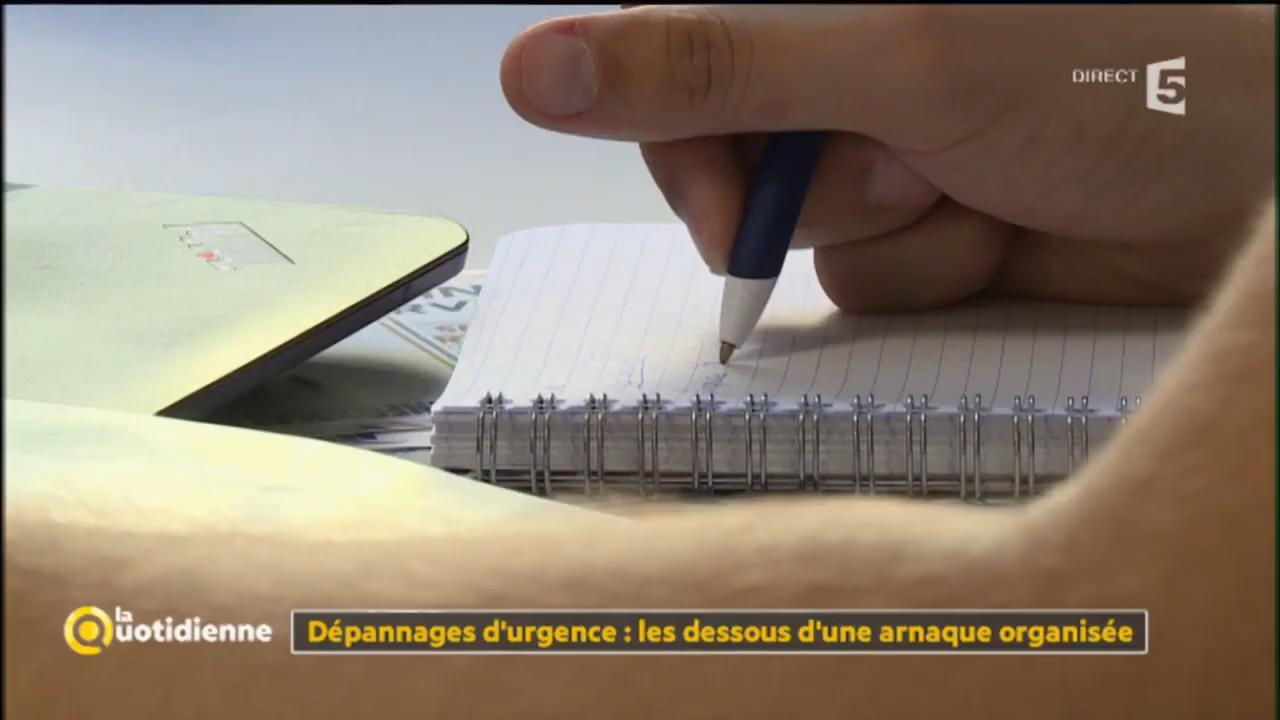 DIRECT 5
la Quotidienne
Dépannages d'urgence : les dessous d'une arnaque organisée